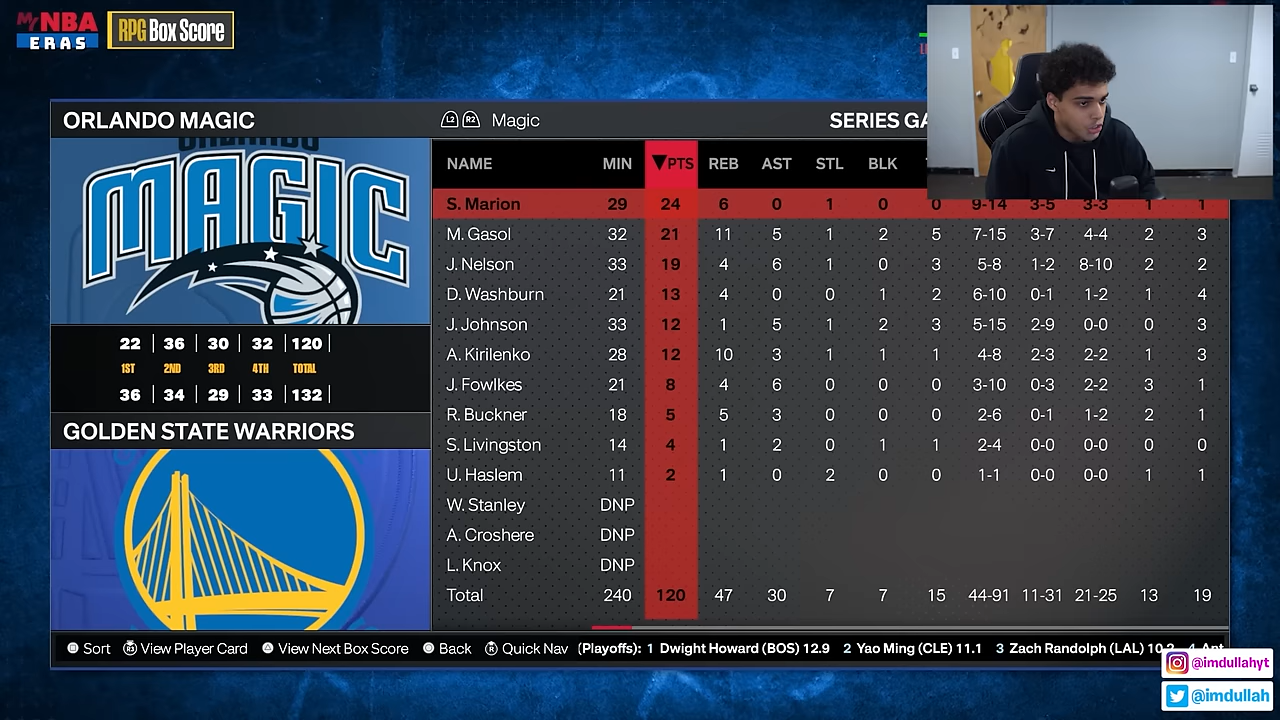 MyNBA
ERAS
RPG Box Score
ORLANDO MAGIC
L2 R2 Magic
SERIES GA
MAGIC
NAME MIN ▼PTS REB AST STL BLK
S. Marion 29 24 6 0 1 0 0 9-14 3-5 3-3 1 1
M. Gasol 32 21 11 5 1 2 5 7-15 3-7 4-4 2 3
J. Nelson 33 19 4 6 1 0 3 5-8 1-2 8-10 2 2
D. Washburn 21 13 4 0 0 1 2 6-10 0-1 1-2 1 4
J. Johnson 33 12 1 5 1 2 3 5-15 2-9 0-0 0 3
A. Kirilenko 28 12 10 3 1 1 1 4-8 2-3 2-2 1 3
J. Fowlkes 21 8 4 6 0 0 0 3-10 0-3 2-2 3 1
R. Buckner 18 5 5 3 0 0 0 2-6 0-1 1-2 2 1
S. Livingston 14 4 1 2 0 1 1 2-4 0-0 0-0 0 0
U. Haslem 11 2 1 0 2 0 0 1-1 0-0 0-0 1 1
W. Stanley DNP
A. Croshere DNP
L. Knox DNP
Total 240 120 47 30 7 7 15 44-91 11-31 21-25 13 19
22 36 30 32 120
1ST 2ND 3RD 4TH TOTAL
36 34 29 33 132
GOLDEN STATE WARRIORS
Sort View Player Card View Next Box Score Back Quick Nav (Playoffs): 1 Dwight Howard (BOS) 12.9 2 Yao Ming (CLE) 11.1 3 Zach Randolph (LAL)
@imdullahyt
@imdullah